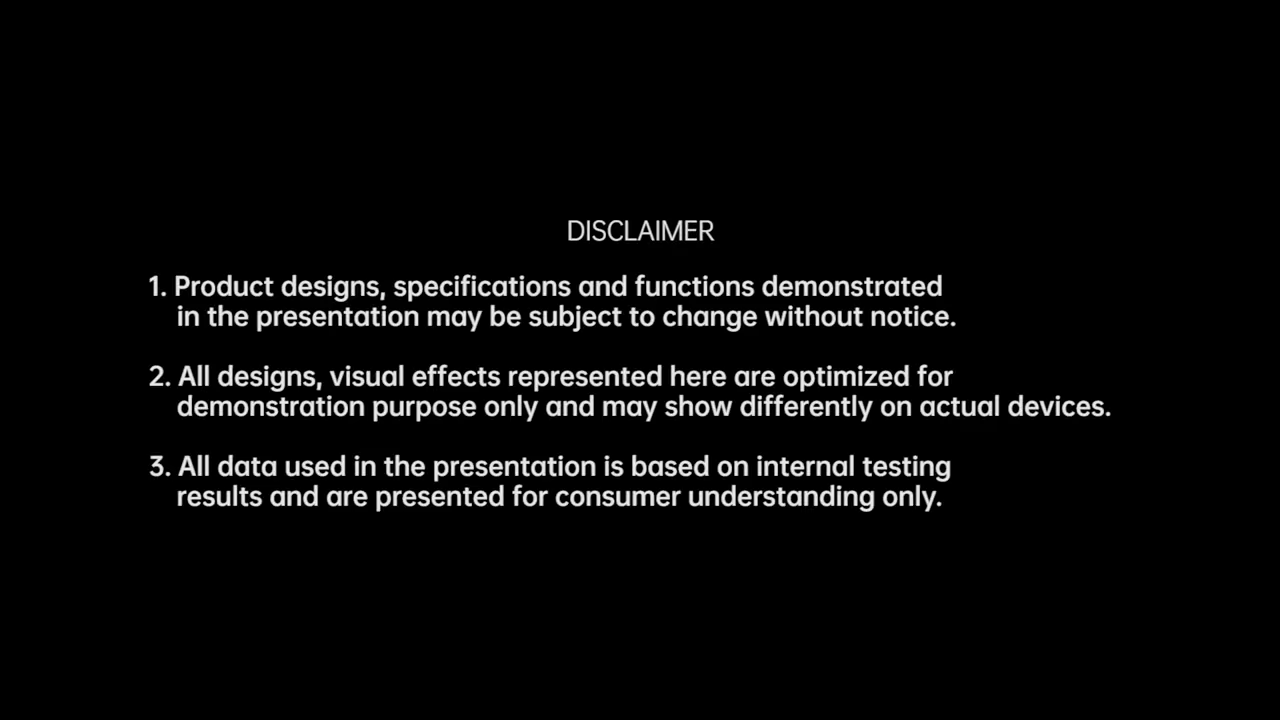 DISCLAIMER
1. Product designs, specifications and functions demonstrated
in the presentation may be subject to change without notice.
2. All designs, visual effects represented here are optimized for
demonstration purpose only and may show differently on actual devices.
3. All data used in the presentation is based on internal testing
results and are presented for consumer understanding only.